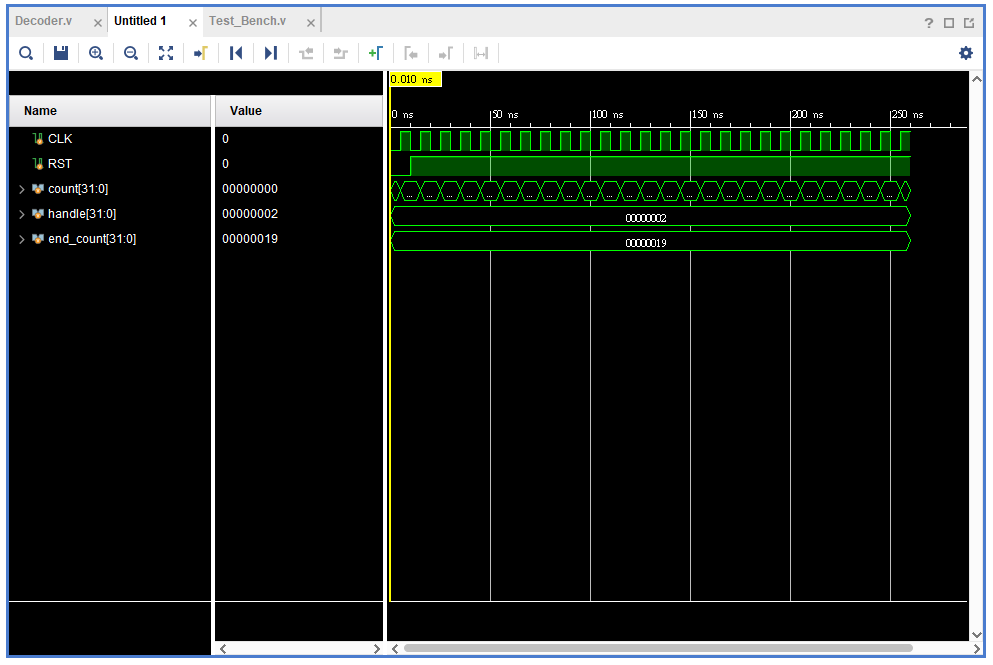 Decoder.v × Untitled 1 × Test_Bench.v × ?
0.010 ns
Name Value
0 ns 50 ns 100 ns 150 ns 200 ns 250 ns
CLK 0
RST 0
count[31:0] 00000000 ... ... ... ... ... ... ... ... ... ... ... ... ... ... ... ... ... ... ... ...
handle[31:0] 00000002 00000002
end_count[31:0] 00000019 00000019